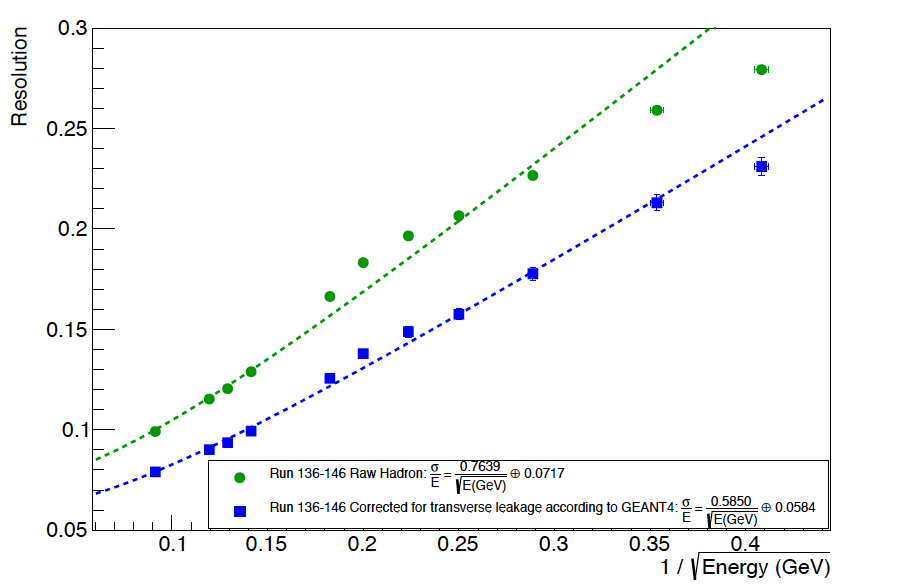 Resolution
0.3
0.25
0.2
0.15
0.1
0.05
Run 136-146 Raw Hadron: σ/E = 0.7639/√E(GeV) ⊕ 0.0717
Run 136-146 Corrected for transverse leakage according to GEANT4: σ/E = 0.5850/√E(GeV) ⊕ 0.0584
0.1 0.15 0.2 0.25 0.3 0.35 0.4
1 / √Energy (GeV)